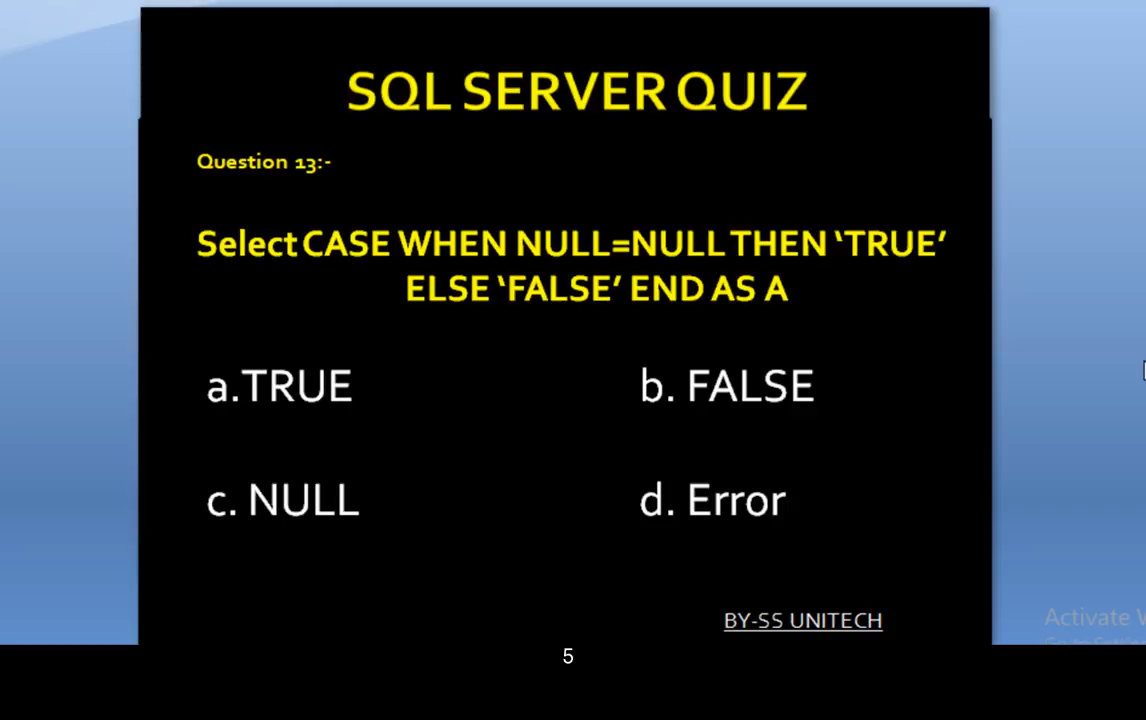 SQL SERVER QUIZ
Question 13:-
Select CASE WHEN NULL=NULL THEN ‘TRUE’
ELSE ‘FALSE’ END AS A
a.TRUE
b. FALSE
c. NULL
d. Error
BY-SS UNITECH
Activate
5